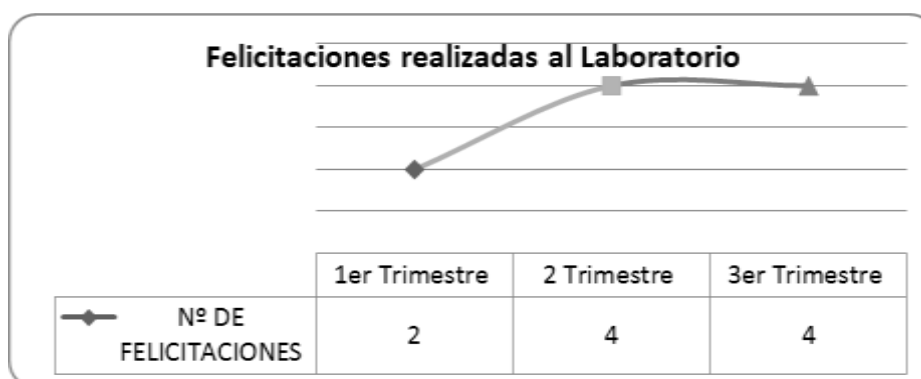 Felicitaciones realizadas al Laboratorio
1er Trimestre 2 Trimestre 3er Trimestre
Nº DE
FELICITACIONES
2 4 4